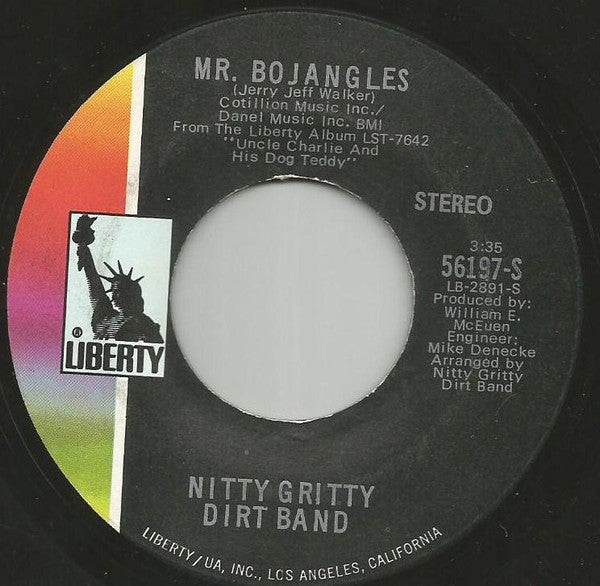 MR. BOJANGLES
(Jerry Jeff Walker)
Cotillion Music Inc./
Danel Music Inc. BMI
From The Liberty Album LST-7642
"Uncle Charlie And
His Dog Teddy"
STEREO
3:35
56197-S
LB-2891-S
Produced by:
William E.
McEuen
Engineer:
Mike Denecke
Arranged by
Nitty Gritty
Dirt Band
® LIBERTY
NITTY GRITTY
DIRT BAND
LIBERTY/UA, INC., LOS ANGELES, CALIFORNIA